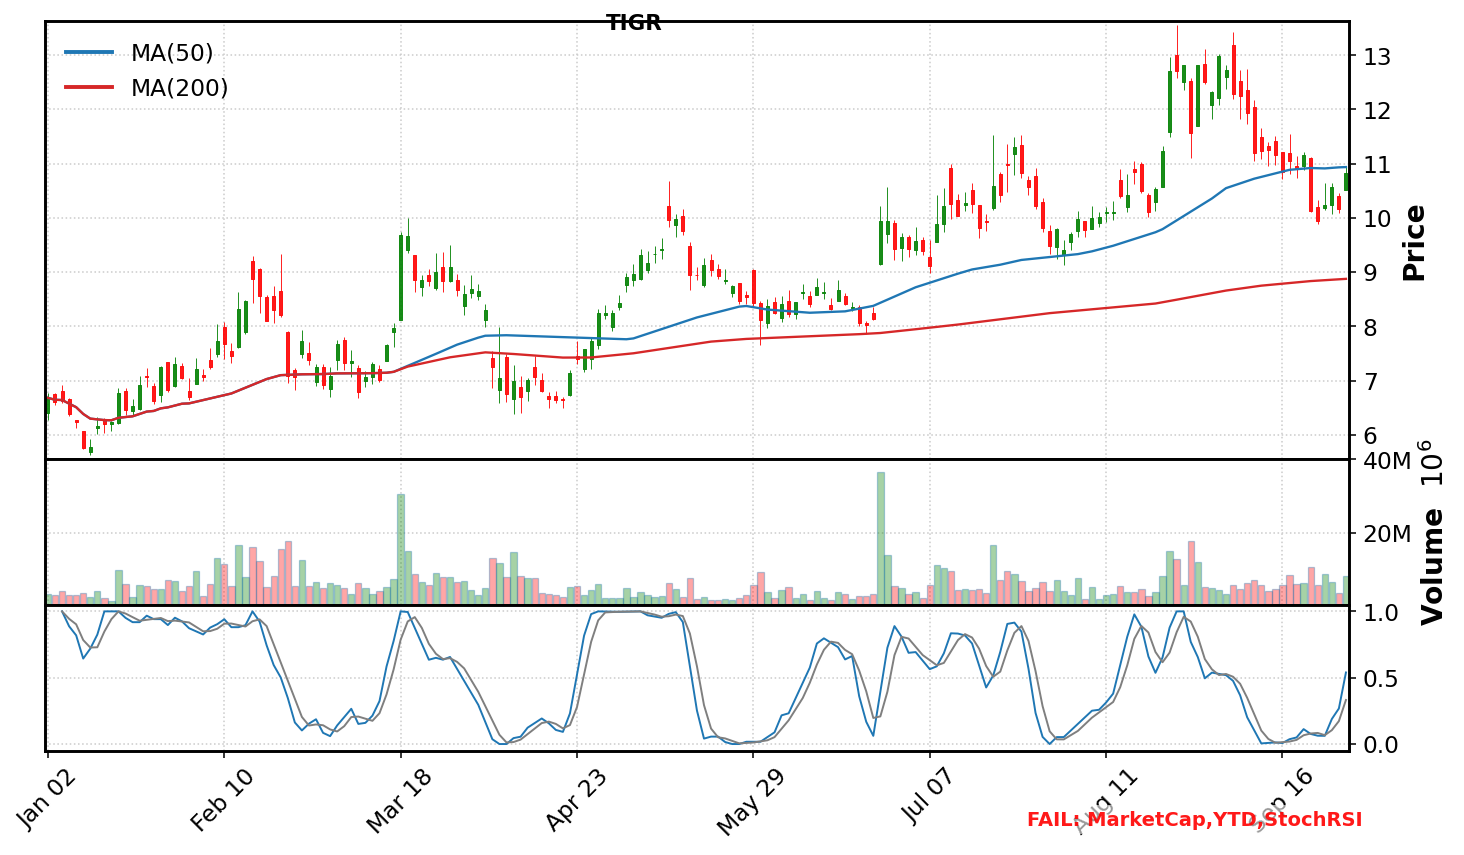 TIGR
MA(50)
MA(200)
13
12
11
10
9
8
7
6
Price
40M
20M
Volume 10^6
1.0
0.5
0.0
Jan 02
Feb 10
Mar 18
Apr 23
May 29
Jul 07
Aug 11
Sep 16
FAIL: MarketCap,YTD,StochRSI